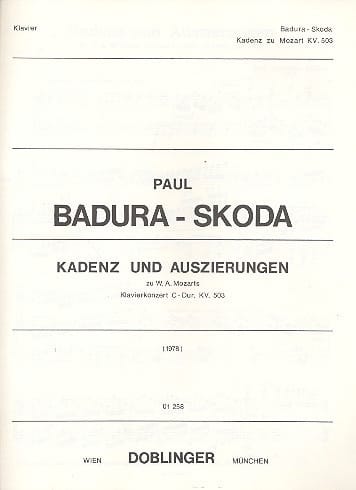 Klavier
Badura - Skoda
Kadenz zu Mozart KV. 503
PAUL
BADURA - SKODA
KADENZ UND AUSZIERUNGEN
zu W. A. Mozarts
Klavierkonzert C - Dur, KV. 503
(1978)
01 258
WIEN DOBLINGER MÜNCHEN